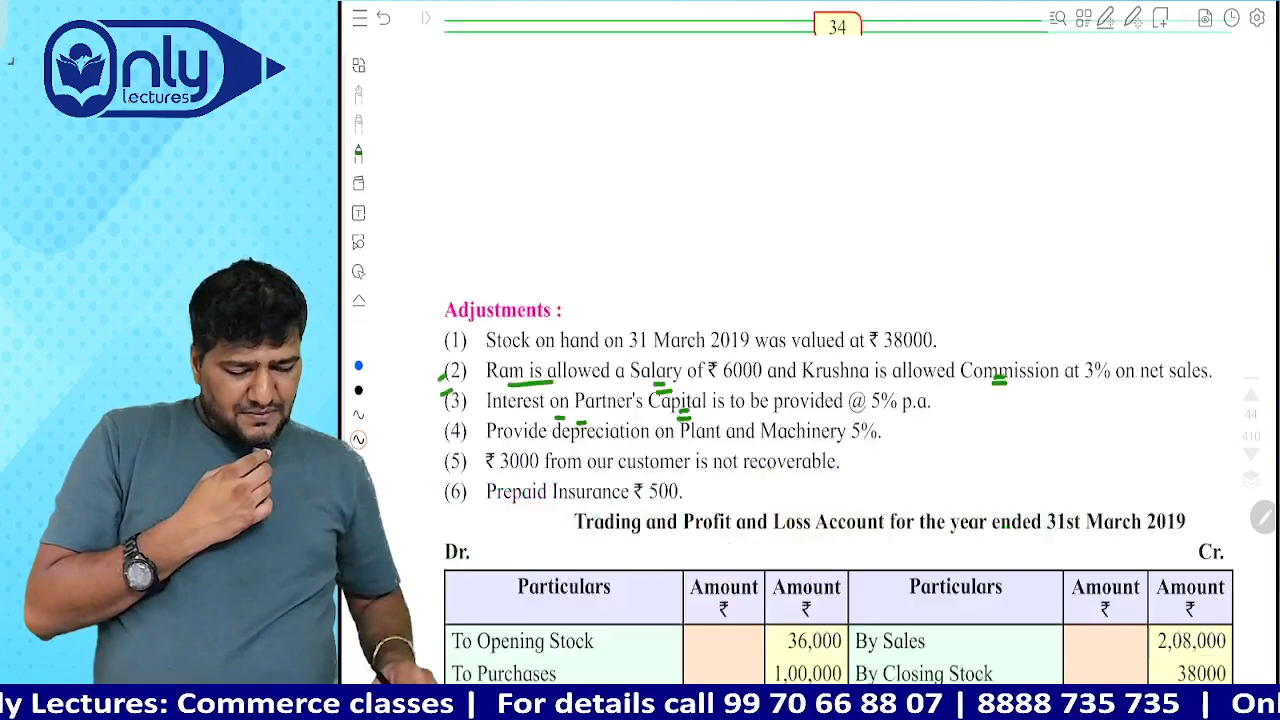 Only
lectures
34
Adjustments :
(1) Stock on hand on 31 March 2019 was valued at ₹ 38000.
(2) Ram is allowed a Salary of ₹ 6000 and Krushna is allowed Commission at 3% on net sales.
(3) Interest on Partner's Capital is to be provided @ 5% p.a.
(4) Provide depreciation on Plant and Machinery 5%.
(5) ₹ 3000 from our customer is not recoverable.
(6) Prepaid Insurance ₹ 500.
Trading and Profit and Loss Account for the year ended 31st March 2019
Dr. Cr.
Particulars Amount ₹ Amount ₹ Particulars Amount ₹ Amount ₹
To Opening Stock 36,000 By Sales 2,08,000
To Purchases 1,00,000 By Closing Stock 38000
44
410
ly Lectures: Commerce classes | For details call 99 70 66 88 07 | 8888 735 735 | On